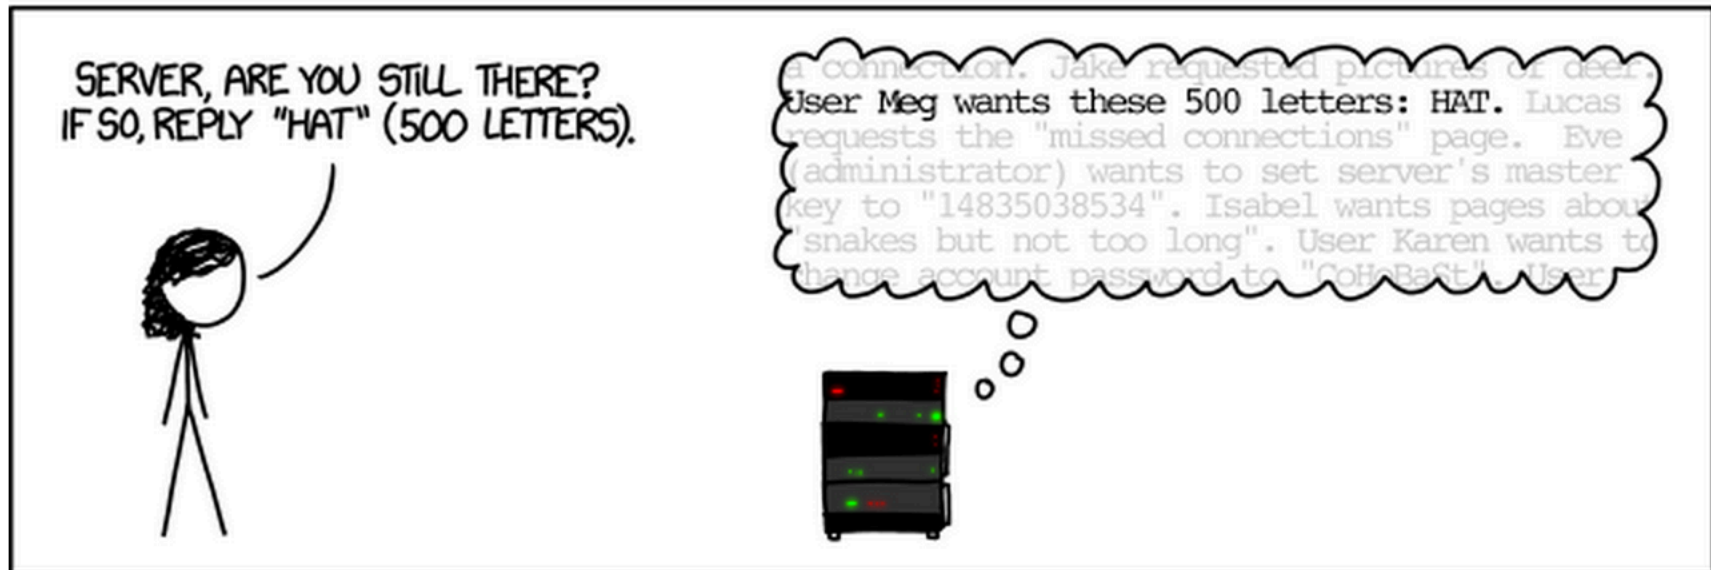 SERVER, ARE YOU STILL THERE?
IF SO, REPLY "HAT" (500 LETTERS).
a connection. Jake requested pictures of deer.
User Meg wants these 500 letters: HAT. Lucas
requests the "missed connections" page. Eve
(administrator) wants to set server's master
key to "14835038534". Isabel wants pages about
"snakes but not too long". User Karen wants to
change account password to "CoHoBaSt". User